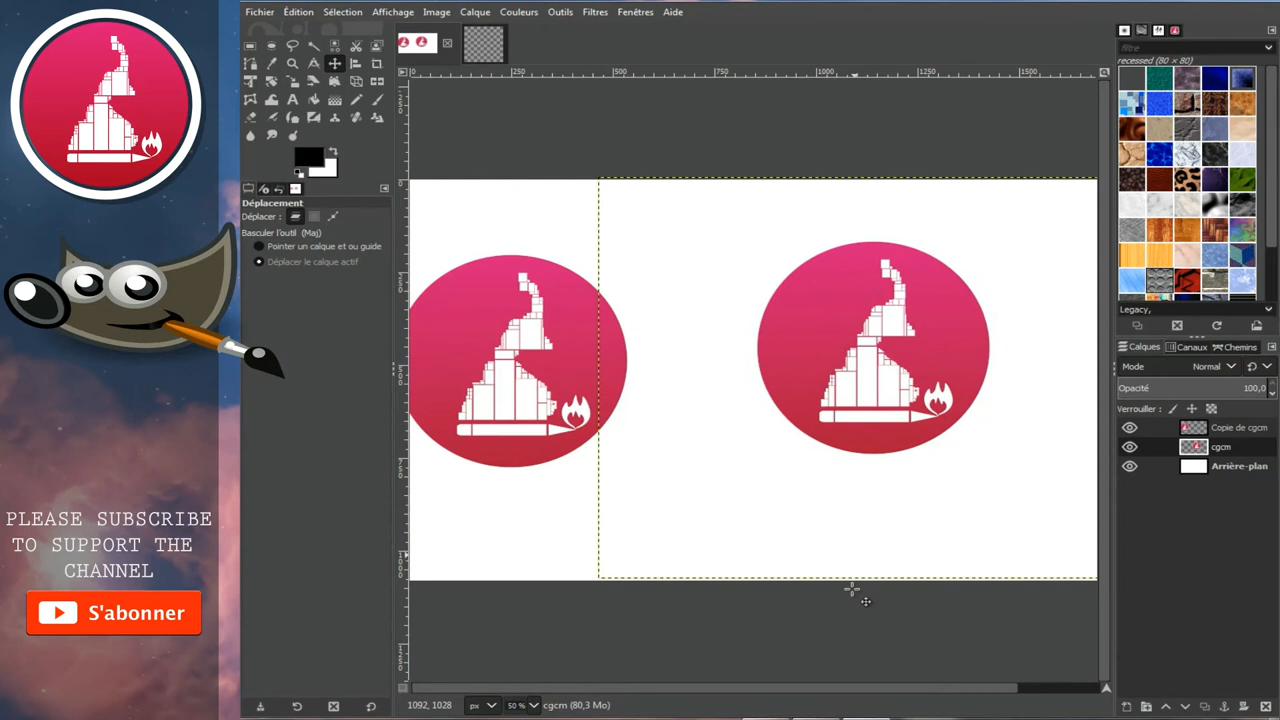 Fichier Édition Sélection Affichage Image Calque Couleurs Outils Filtres Fenêtres Aide
filtre
recessed (80 × 80)
0 250 500 750 1000 1250 1500
Déplacement
Déplacer :
Basculer l'outil (Maj)
Pointer un calque et ou guide
Déplacer le calque actif
Legacy,
Calques Canaux Chemins
Mode Normal
Opacité 100,0
Verrouiller :
Copie de cgcm
cgcm
Arrière-plan
PLEASE SUBSCRIBE
TO SUPPORT THE
CHANNEL
S'abonner
1092, 1028 px 50 % cgcm (80,3 Mo)